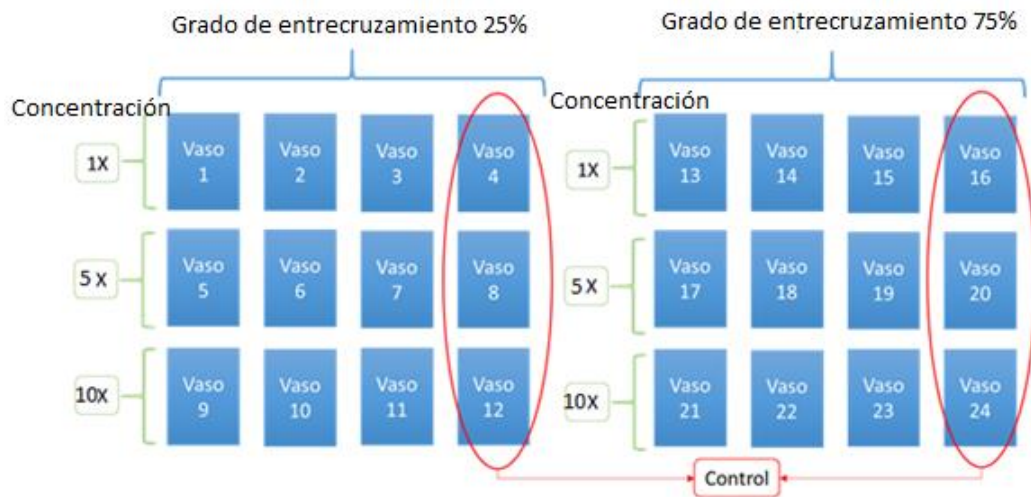 Grado de entrecruzamiento 25%
Grado de entrecruzamiento 75%
Concentración
Concentración
1X
Vaso
1
Vaso
2
Vaso
3
Vaso
4
1X
Vaso
13
Vaso
14
Vaso
15
Vaso
16
5 X
Vaso
5
Vaso
6
Vaso
7
Vaso
8
5 X
Vaso
17
Vaso
18
Vaso
19
Vaso
20
10X
Vaso
9
Vaso
10
Vaso
11
Vaso
12
10X
Vaso
21
Vaso
22
Vaso
23
Vaso
24
Control